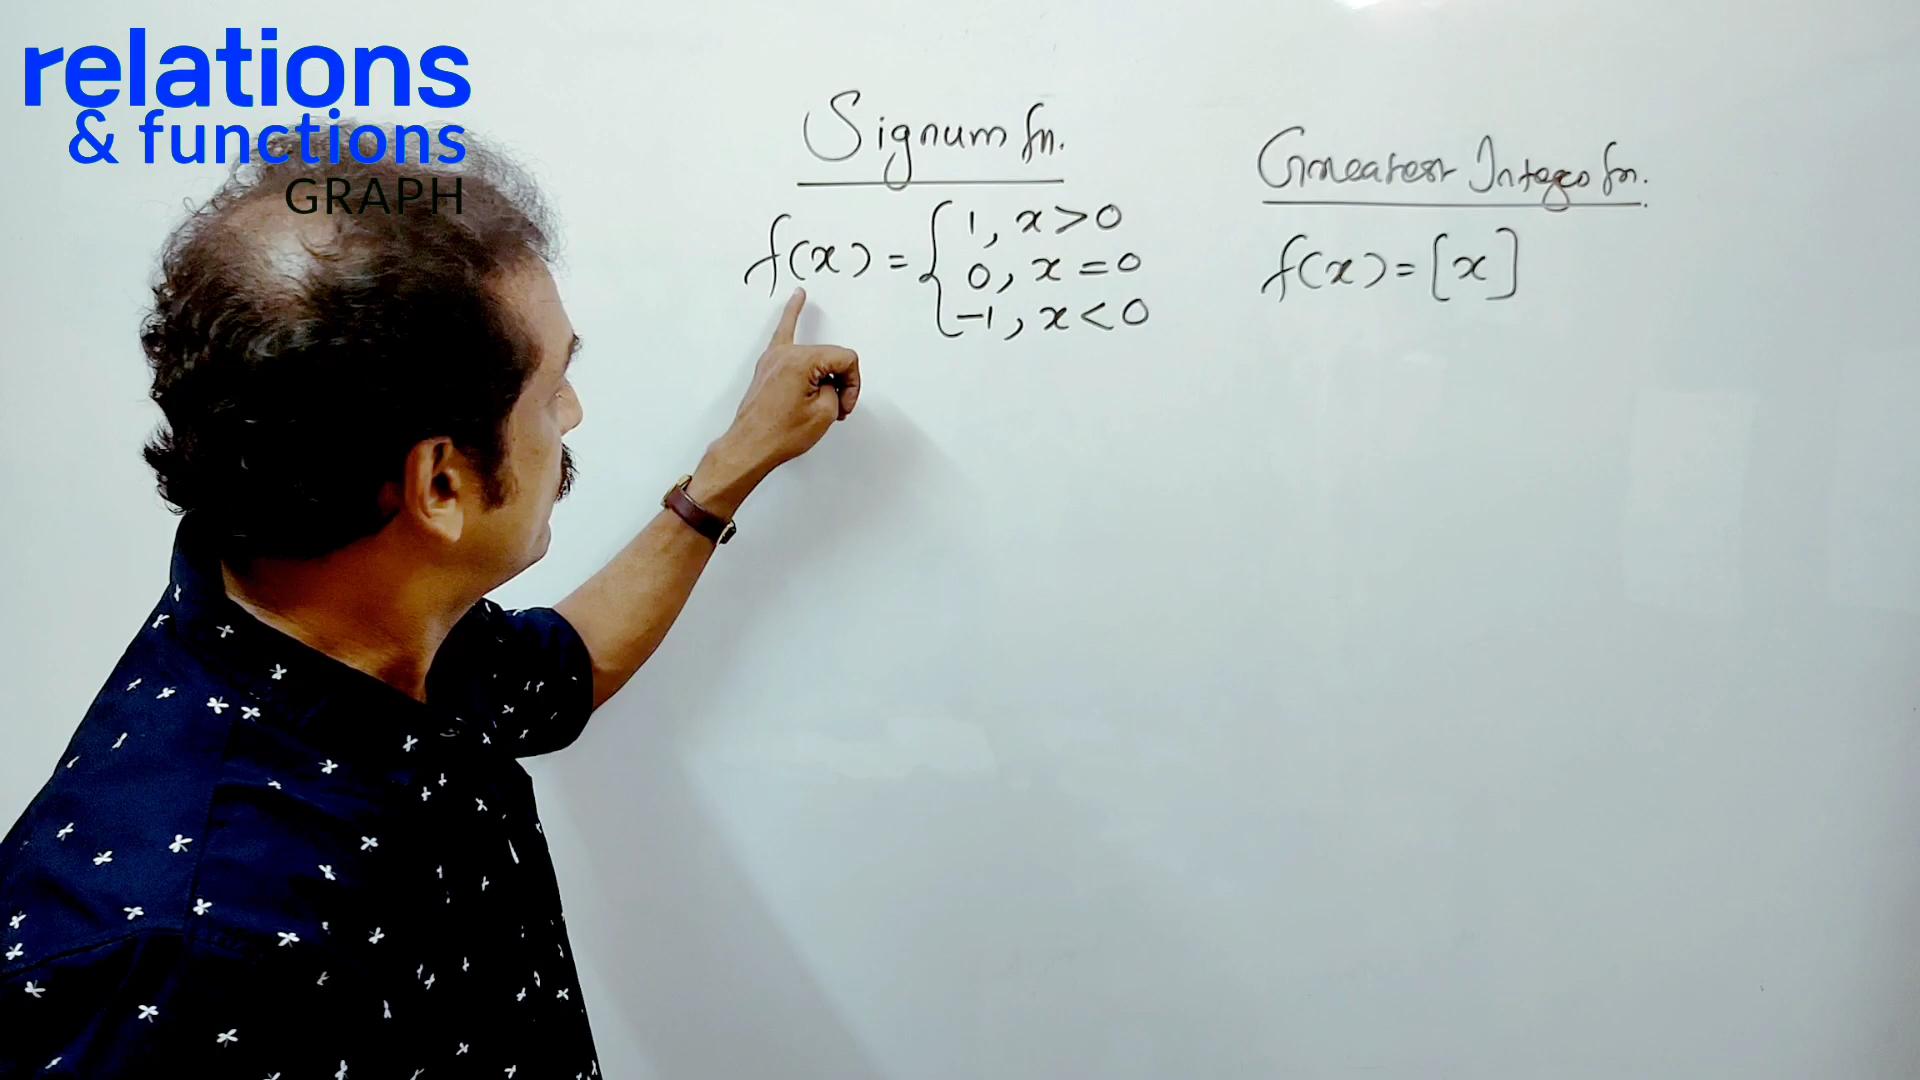 relations
& functions
GRAPH
Signum fn.
f(x) = { 1, x > 0
0, x = 0
-1, x < 0
Greatest Integer fn.
f(x) = [x]